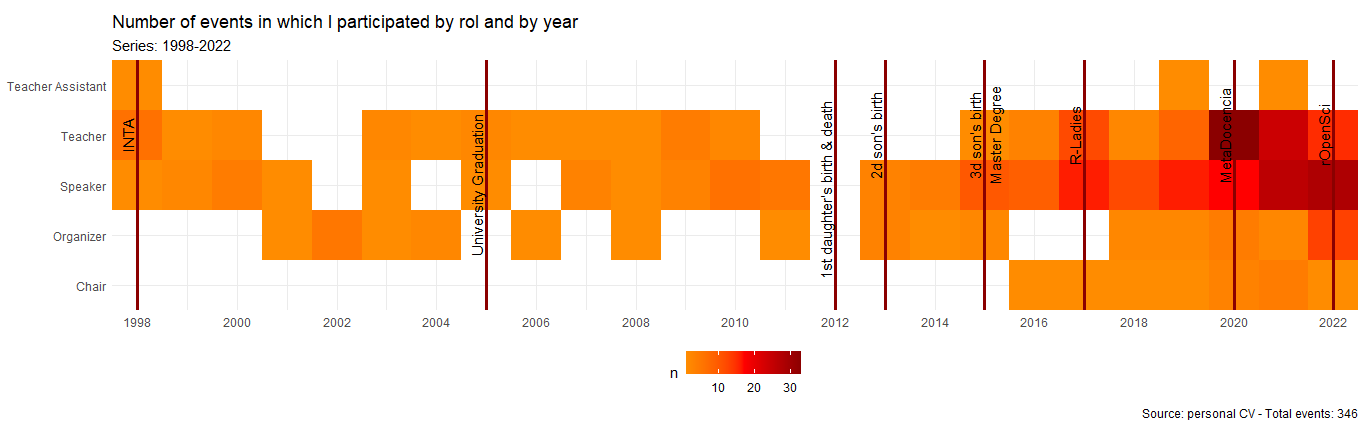 Number of events in which I participated by rol and by year
Series: 1998-2022
Teacher Assistant
Teacher
Speaker
Organizer
Chair
INTA
University Graduation
1st daughter's birth & death
2d son's birth
3d son's birth
Master Degree
R-Ladies
MetaDocencia
rOpenSci
1998 2000 2002 2004 2006 2008 2010 2012 2014 2016 2018 2020 2022
n
10 20 30
Source: personal CV - Total events: 346